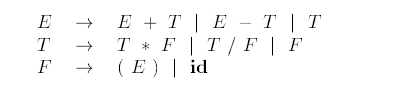 E → E + T | E – T | T
T → T * F | T / F | F
F → ( E ) | id